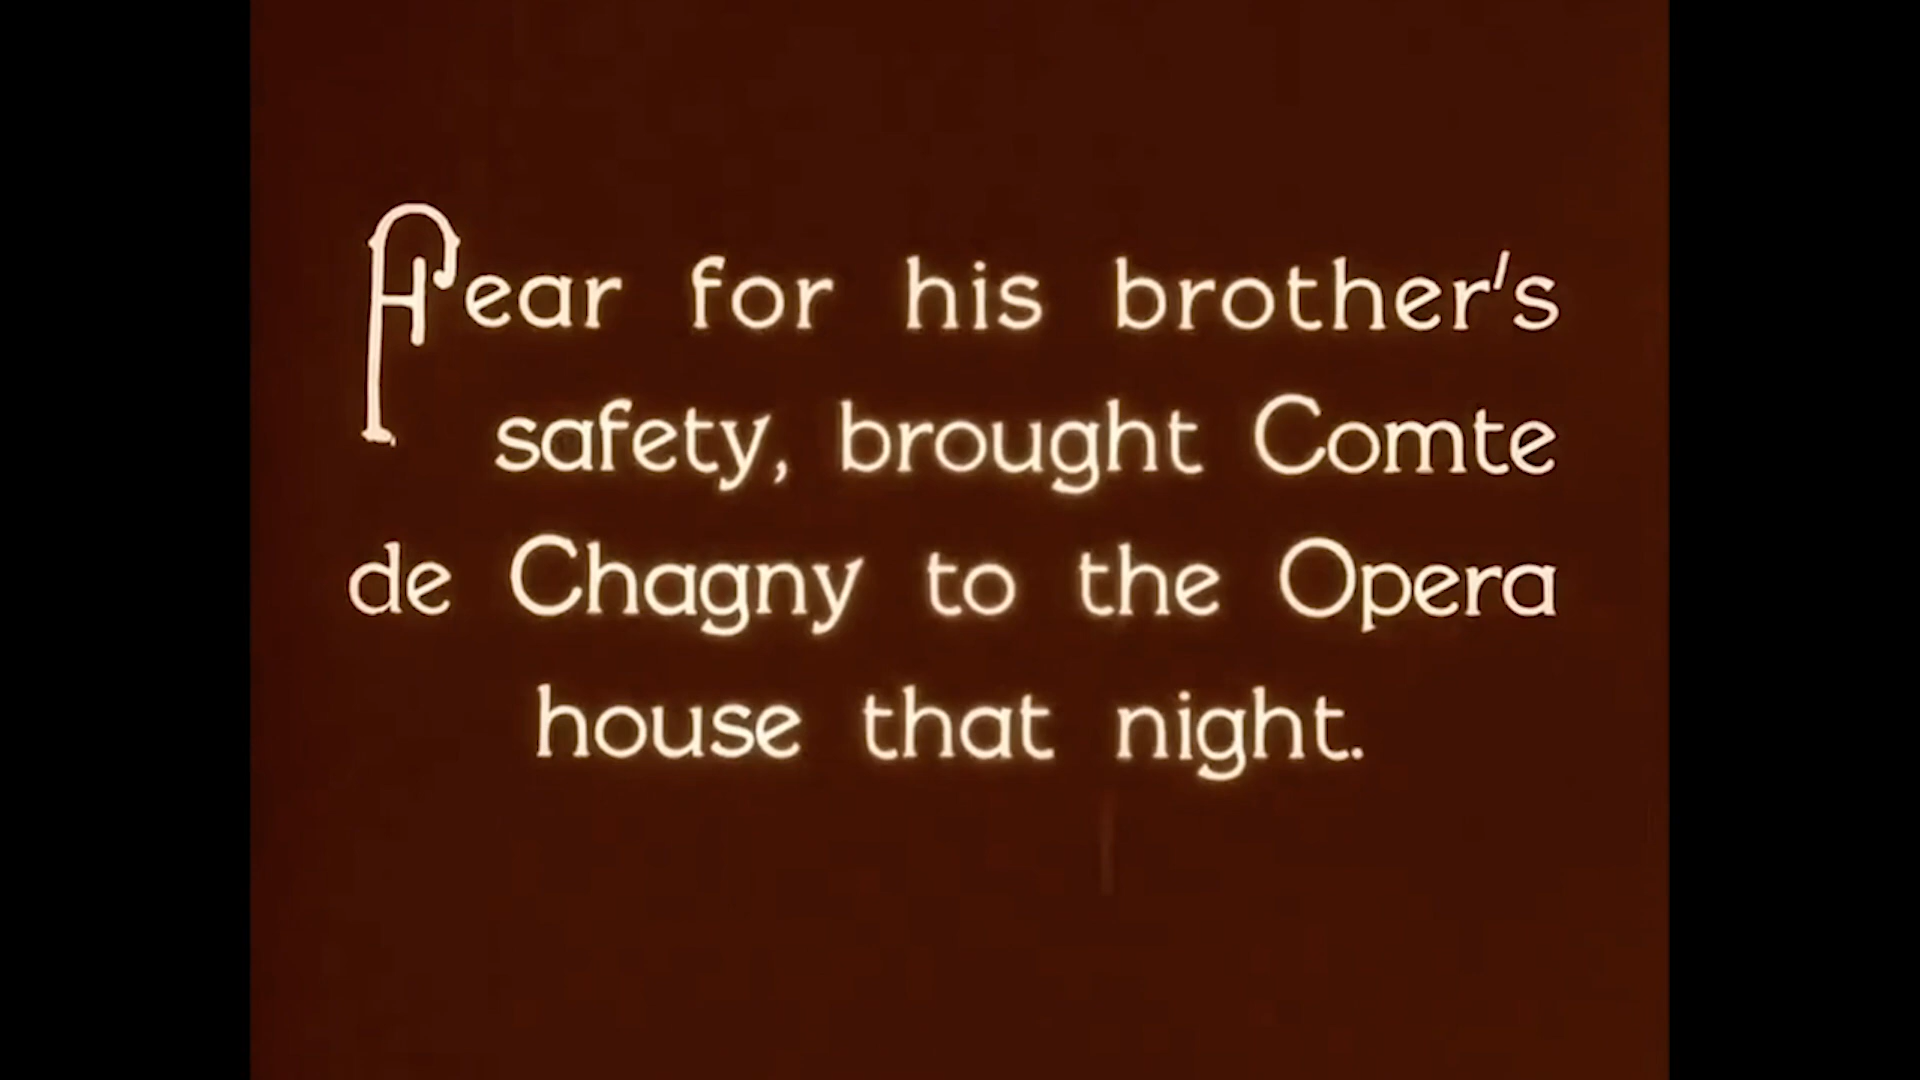 Fear for his brother's
safety, brought Comte
de Chagny to the Opera
house that night.